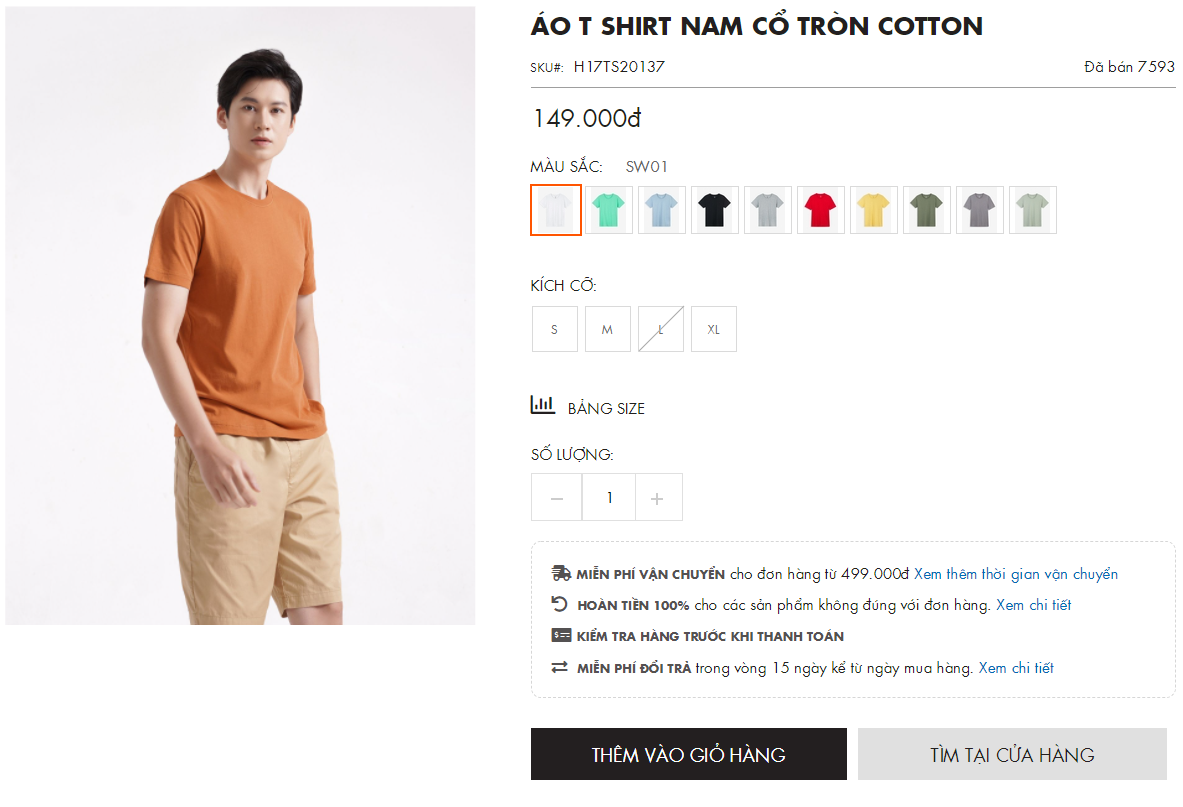 ÁO T SHIRT NAM CỔ TRÒN COTTON
SKU#: H17TS20137 Đã bán 7593
149.000đ
MÀU SẮC: SW01
KÍCH CỠ:
S M L XL
BẢNG SIZE
SỐ LƯỢNG:
− 1 +
MIỄN PHÍ VẬN CHUYỂN cho đơn hàng từ 499.000đ Xem thêm thời gian vận chuyển
HOÀN TIỀN 100% cho các sản phẩm không đúng với đơn hàng. Xem chi tiết
KIỂM TRA HÀNG TRƯỚC KHI THANH TOÁN
MIỄN PHÍ ĐỔI TRẢ trong vòng 15 ngày kể từ ngày mua hàng. Xem chi tiết
THÊM VÀO GIỎ HÀNG TÌM TẠI CỬA HÀNG